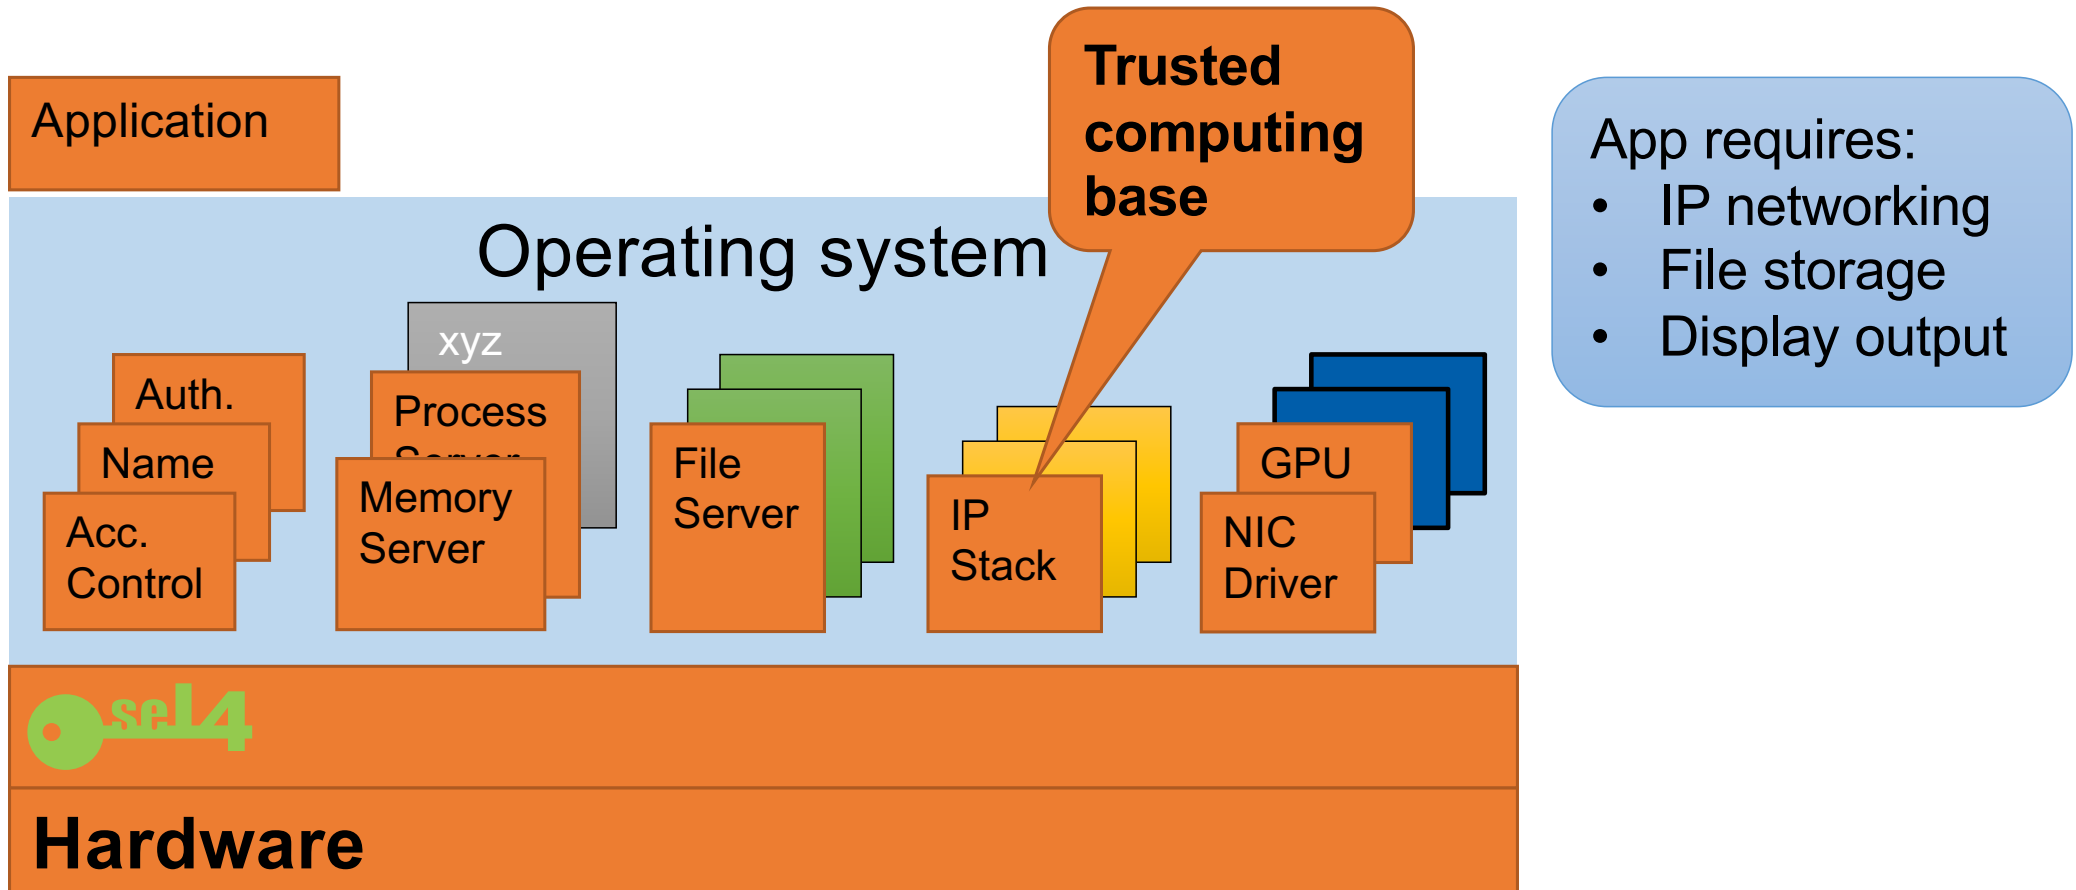 Trusted
computing
base
Application
App requires:
• IP networking
• File storage
• Display output
Operating system
xyz
Auth.
Name
Acc.
Control
Process
Server
Memory
Server
File
Server
IP
Stack
GPU
NIC
Driver
seL4
Hardware